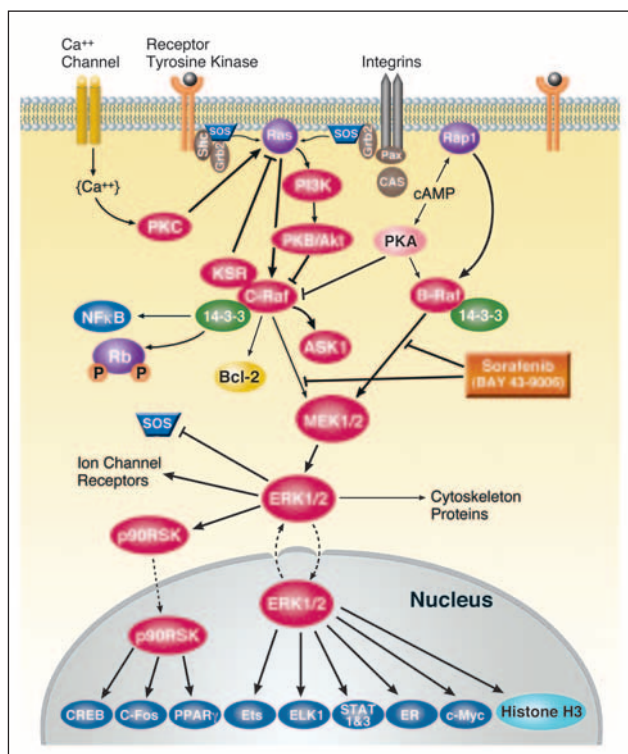 Ca++
Channel
Receptor
Tyrosine Kinase
Integrins
Shc
Grb2
SOS
Ras
SOS
Grb2
Pax
CAS
Rap1
{Ca++}
PKC
PI3K
cAMP
PKB/Akt
PKA
KSR
C-Raf
B-Raf
14-3-3
14-3-3
NFκB
ASK1
Rb
P
P
Bcl-2
Sorafenib
(BAY 43-9006)
MEK1/2
SOS
Ion Channel
Receptors
ERK1/2
Cytoskeleton
Proteins
p90RSK
ERK1/2
Nucleus
p90RSK
CREB
C-Fos
PPARγ
Ets
ELK1
STAT
1&3
ER
c-Myc
Histone H3